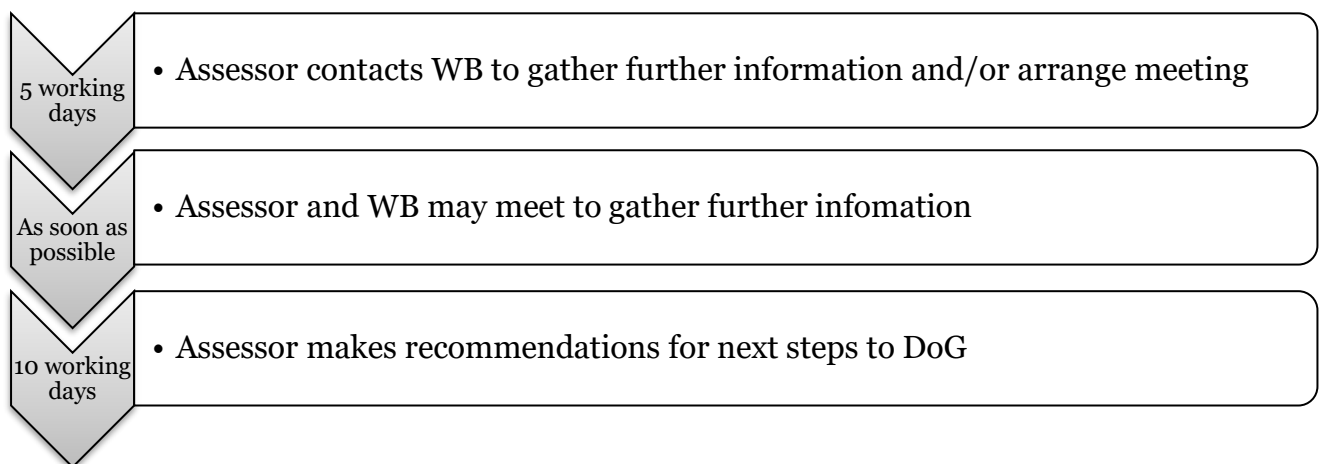 5 working
days
• Assessor contacts WB to gather further information and/or arrange meeting
As soon as
possible
• Assessor and WB may meet to gather further infomation
10 working
days
• Assessor makes recommendations for next steps to DoG